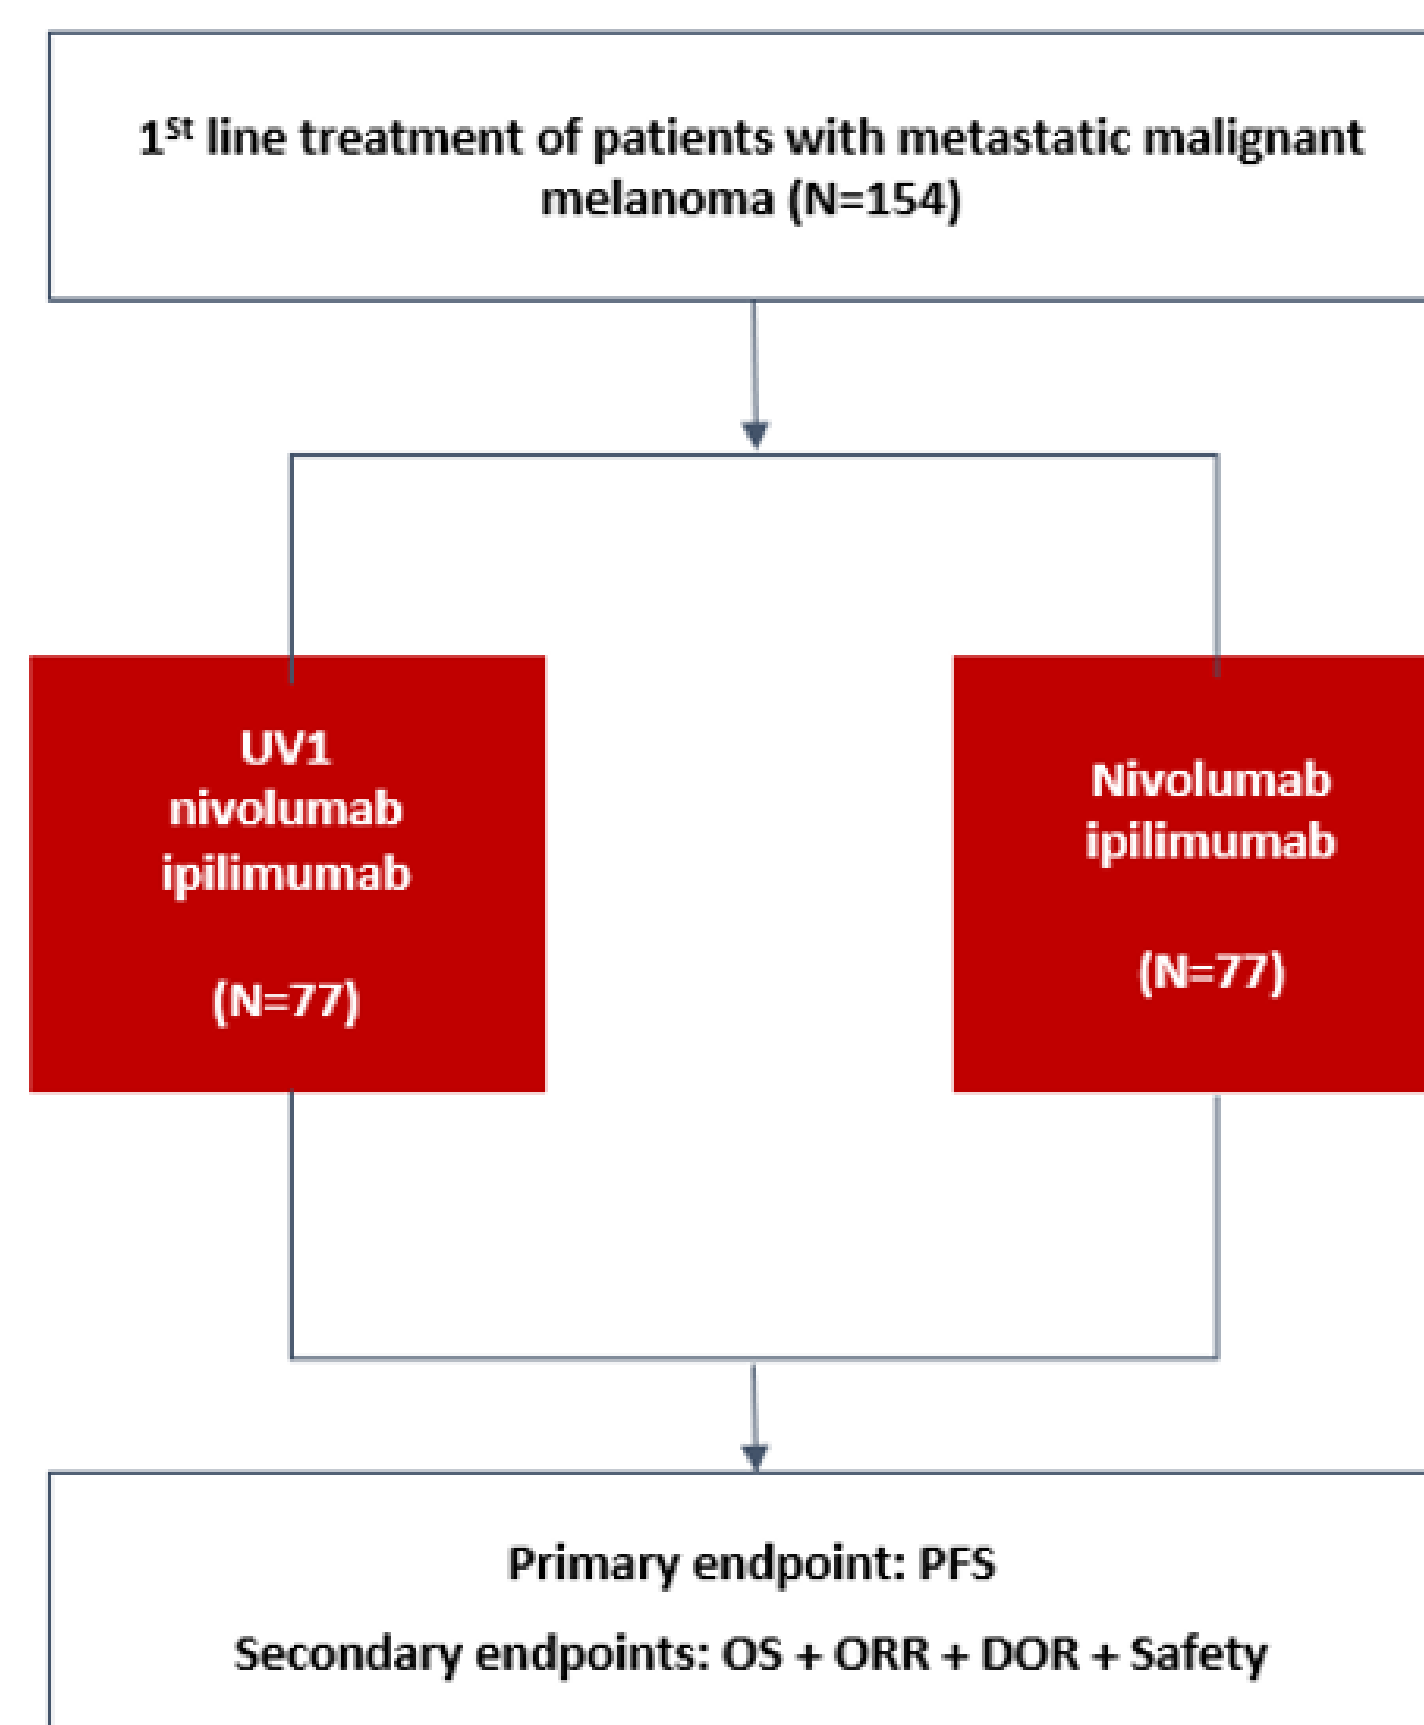 1St line treatment of patients with metastatic malignant
melanoma (N=154)
UV1
nivolumab
ipilimumab
(N=77)
Nivolumab
ipilimumab
(N=77)
Primary endpoint: PFS
Secondary endpoints: OS + ORR + DOR + Safety